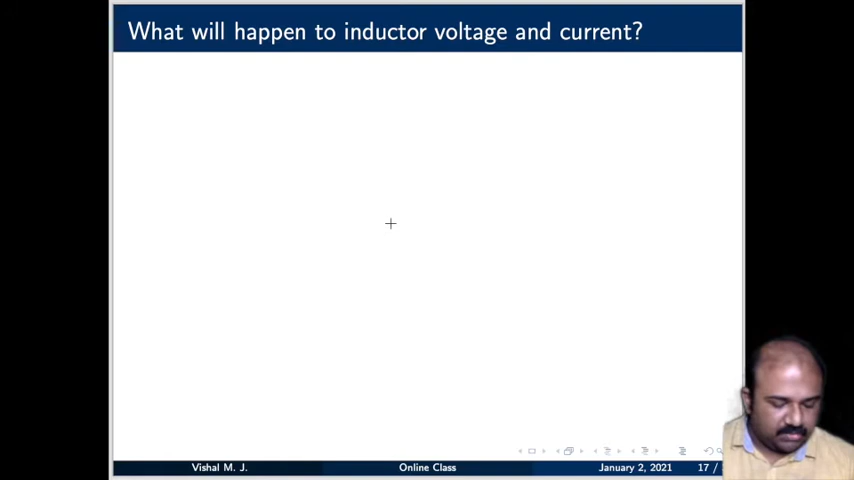 What will happen to inductor voltage and current?
Vishal M. J. Online Class January 2, 2021 17 /